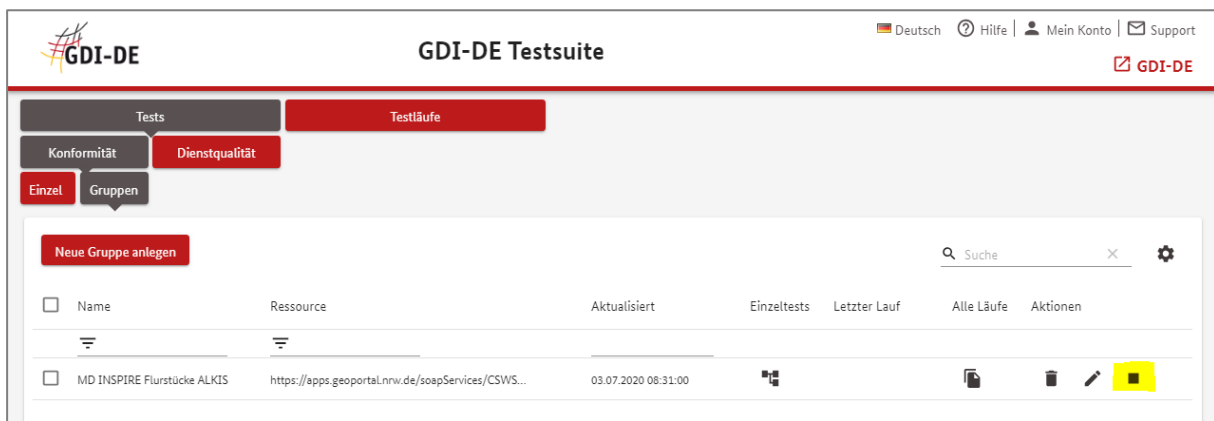 GDI-DE
GDI-DE Testsuite
Deutsch Hilfe Mein Konto Support
GDI-DE
Tests Testläufe
Konformität Dienstqualität
Einzel Gruppen
Neue Gruppe anlegen
Suche
Name Ressource Aktualisiert Einzeltests Letzter Lauf Alle Läufe Aktionen
MD INSPIRE Flurstücke ALKIS https://apps.geoportal.nrw.de/soapServices/CSWS... 03.07.2020 08:31:00